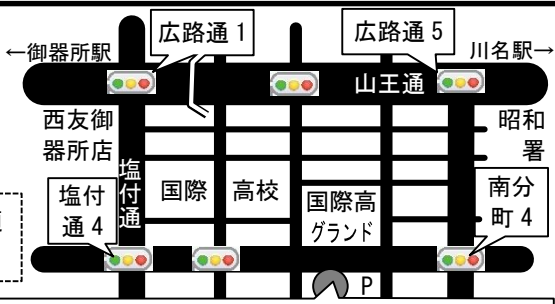 広路通1
広路通5
←御器所駅
川名駅→
山王通
西友御
器所店
昭和
署
塩付通
国際
高校
国際高
グランド
塩付
通4
南分
町4
P